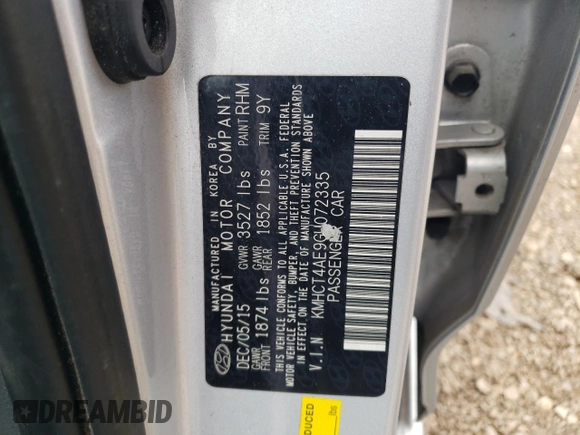 MANUFACTURED IN KOREA BY
HYUNDAI MOTOR COMPANY
DEC/05/15 GVWR 3527 lbs PAINT RHM
GAWR FRONT 1874 lbs GAWR REAR 1852 lbs TRIM 9Y
THIS VEHICLE CONFORMS TO ALL APPLICABLE U.S.A. FEDERAL
MOTOR VEHICLE SAFETY, BUMPER, AND THEFT PREVENTION STANDARDS
IN EFFECT ON THE DATE OF MANUFACTURE SHOWN ABOVE
V.I.N KMHCT4AE9GU072335
PASSENGER CAR
DUCED
lbs
DREAMBID